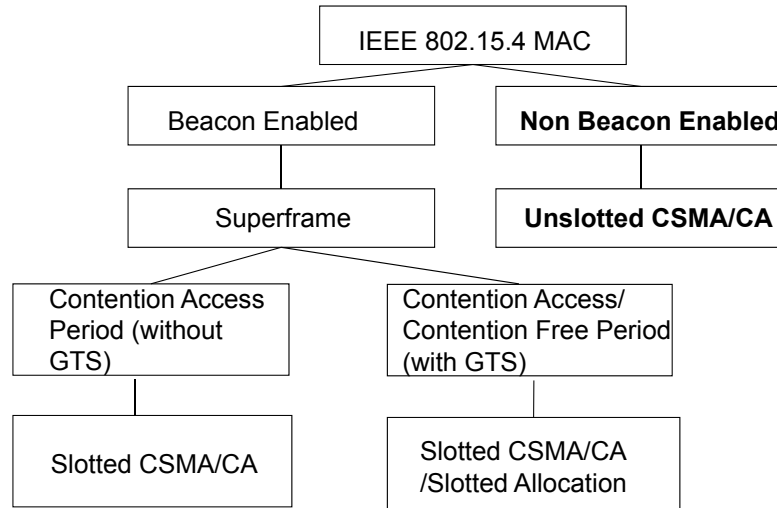 IEEE 802.15.4 MAC
Beacon Enabled
Non Beacon Enabled
Superframe
Unslotted CSMA/CA
Contention Access
Period (without
GTS)
Contention Access/
Contention Free Period
(with GTS)
Slotted CSMA/CA
Slotted CSMA/CA
/Slotted Allocation